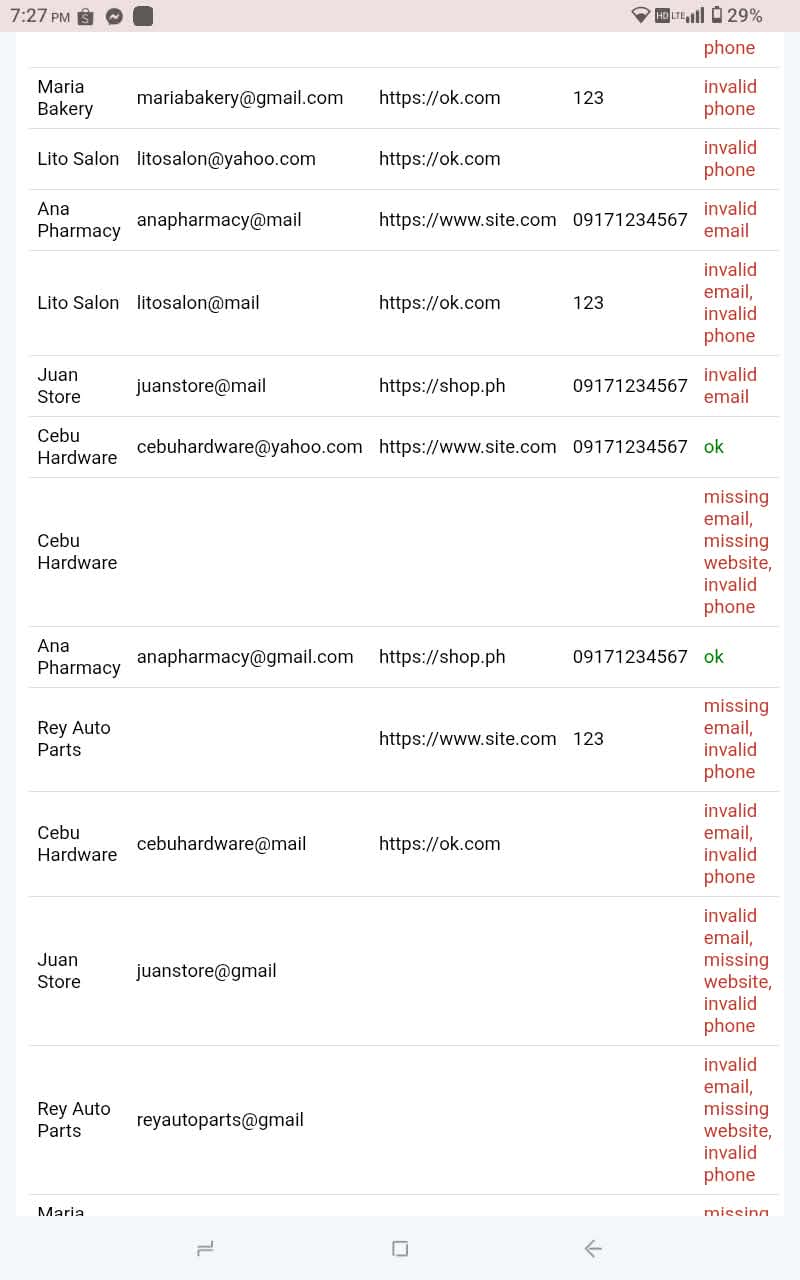 7:27 PM HD LTE 29%
phone
Maria Bakery mariabakery@gmail.com https://ok.com 123 invalid phone
Lito Salon litosalon@yahoo.com https://ok.com invalid phone
Ana Pharmacy anapharmacy@mail https://www.site.com 09171234567 invalid email
Lito Salon litosalon@mail https://ok.com 123 invalid email, invalid phone
Juan Store juanstore@mail https://shop.ph 09171234567 invalid email
Cebu Hardware cebuhardware@yahoo.com https://www.site.com 09171234567 ok
Cebu Hardware missing email, missing website, invalid phone
Ana Pharmacy anapharmacy@gmail.com https://shop.ph 09171234567 ok
Rey Auto Parts https://www.site.com 123 missing email, invalid phone
Cebu Hardware cebuhardware@mail https://ok.com invalid email, invalid phone
Juan Store juanstore@gmail invalid email, missing website, invalid phone
Rey Auto Parts reyautoparts@gmail invalid email, missing website, invalid phone
Maria missing